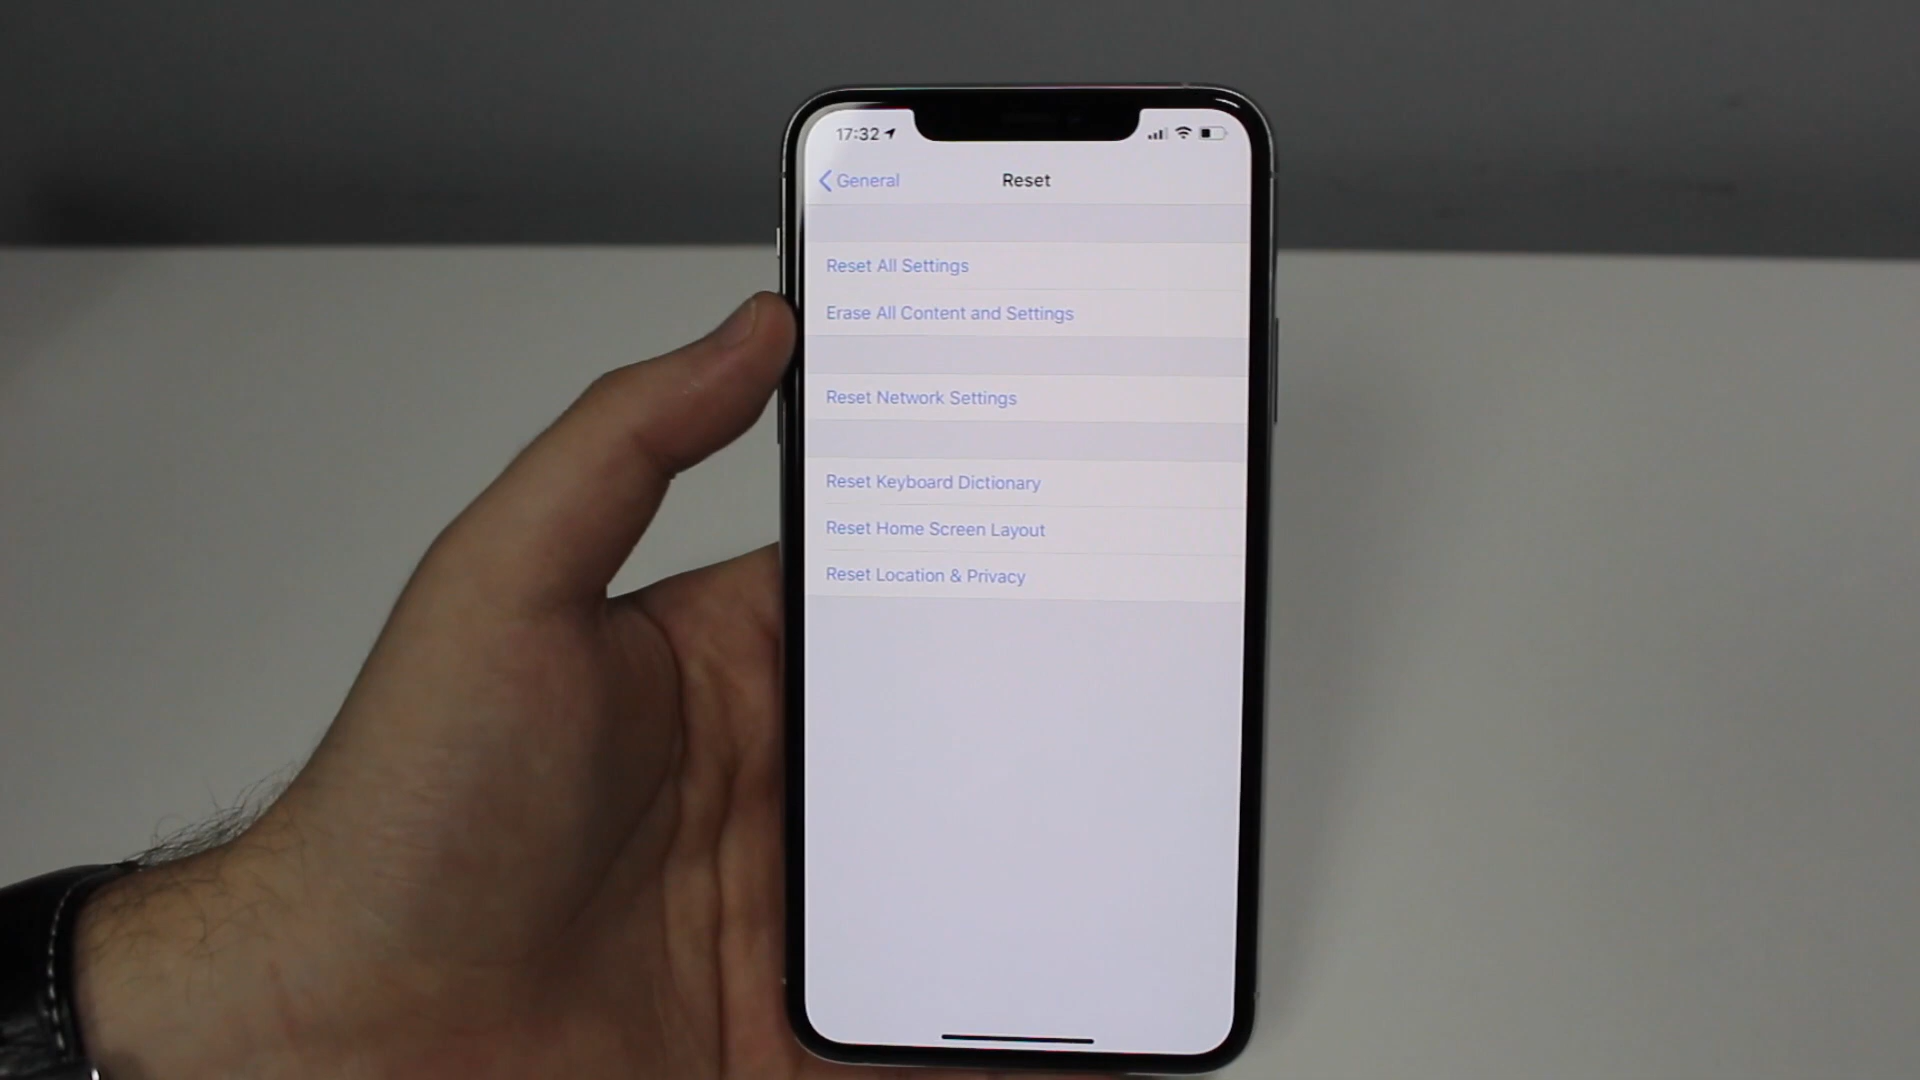 17:32
General
Reset
Reset All Settings
Erase All Content and Settings
Reset Network Settings
Reset Keyboard Dictionary
Reset Home Screen Layout
Reset Location & Privacy